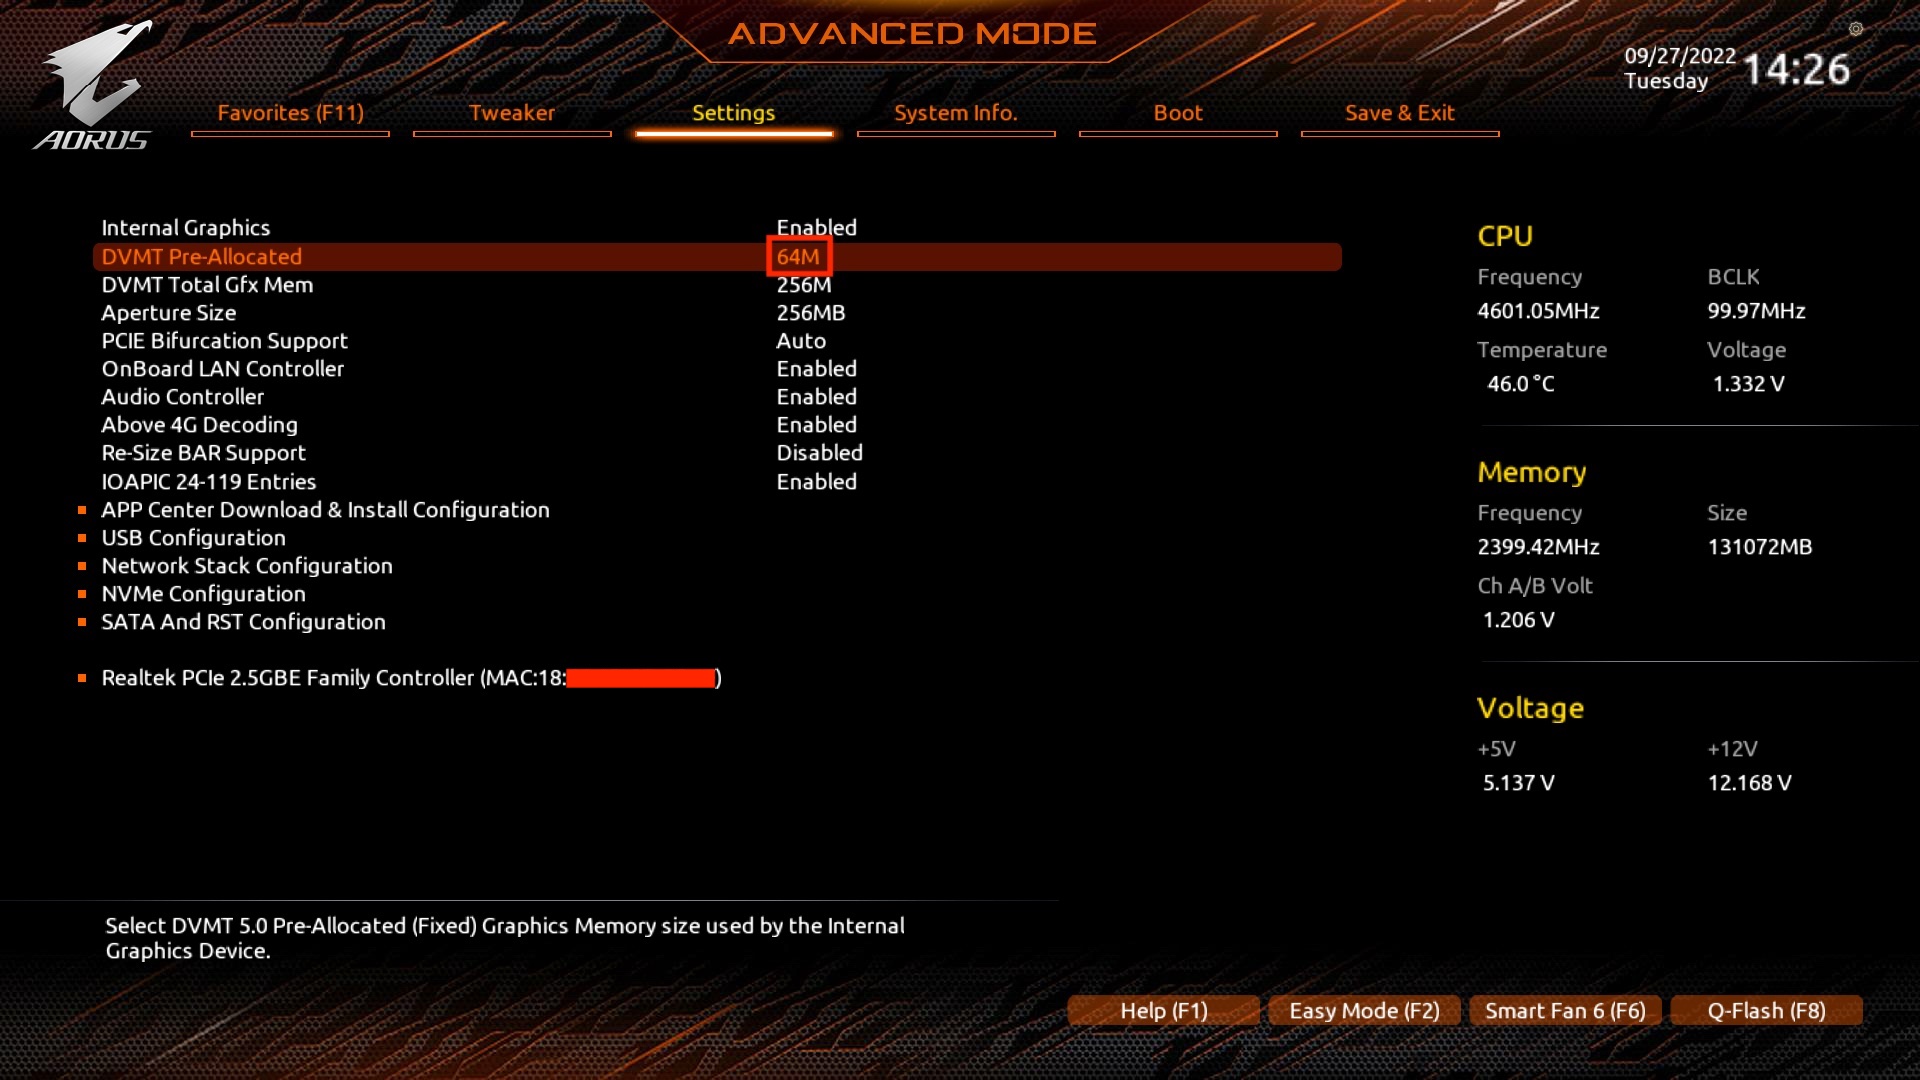 ADVANCED MODE
09/27/2022
Tuesday
14:26
AORUS
Favorites (F11) Tweaker Settings System Info. Boot Save & Exit
Internal Graphics Enabled
DVMT Pre-Allocated 64M
DVMT Total Gfx Mem 256M
Aperture Size 256MB
PCIE Bifurcation Support Auto
OnBoard LAN Controller Enabled
Audio Controller Enabled
Above 4G Decoding Enabled
Re-Size BAR Support Disabled
IOAPIC 24-119 Entries Enabled
APP Center Download & Install Configuration
USB Configuration
Network Stack Configuration
NVMe Configuration
SATA And RST Configuration
Realtek PCIe 2.5GBE Family Controller (MAC:18: )
CPU
Frequency BCLK
4601.05MHz 99.97MHz
Temperature Voltage
46.0 °C 1.332 V
Memory
Frequency Size
2399.42MHz 131072MB
Ch A/B Volt
1.206 V
Voltage
+5V +12V
5.137 V 12.168 V
Select DVMT 5.0 Pre-Allocated (Fixed) Graphics Memory size used by the Internal
Graphics Device.
Help (F1) Easy Mode (F2) Smart Fan 6 (F6) Q-Flash (F8)